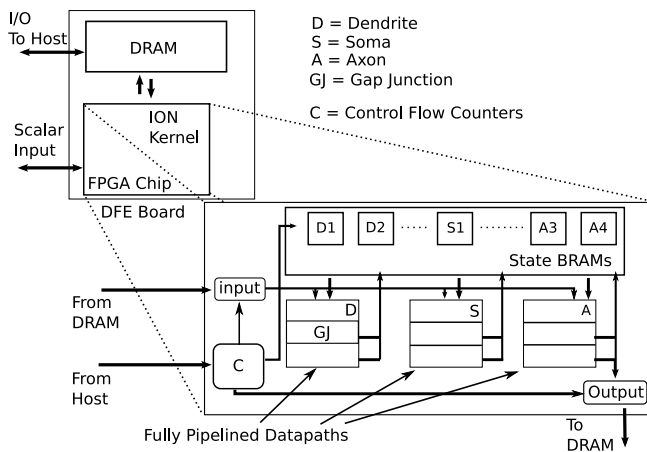 I/O
To Host
DRAM
D = Dendrite
S = Soma
A = Axon
GJ = Gap Junction
C = Control Flow Counters
Scalar
Input
ION
Kernel
FPGA Chip
DFE Board
D1
D2
S1
A3
A4
State BRAMs
input
From
DRAM
D
GJ
S
A
C
From
Host
Output
Fully Pipelined Datapaths
To
DRAM